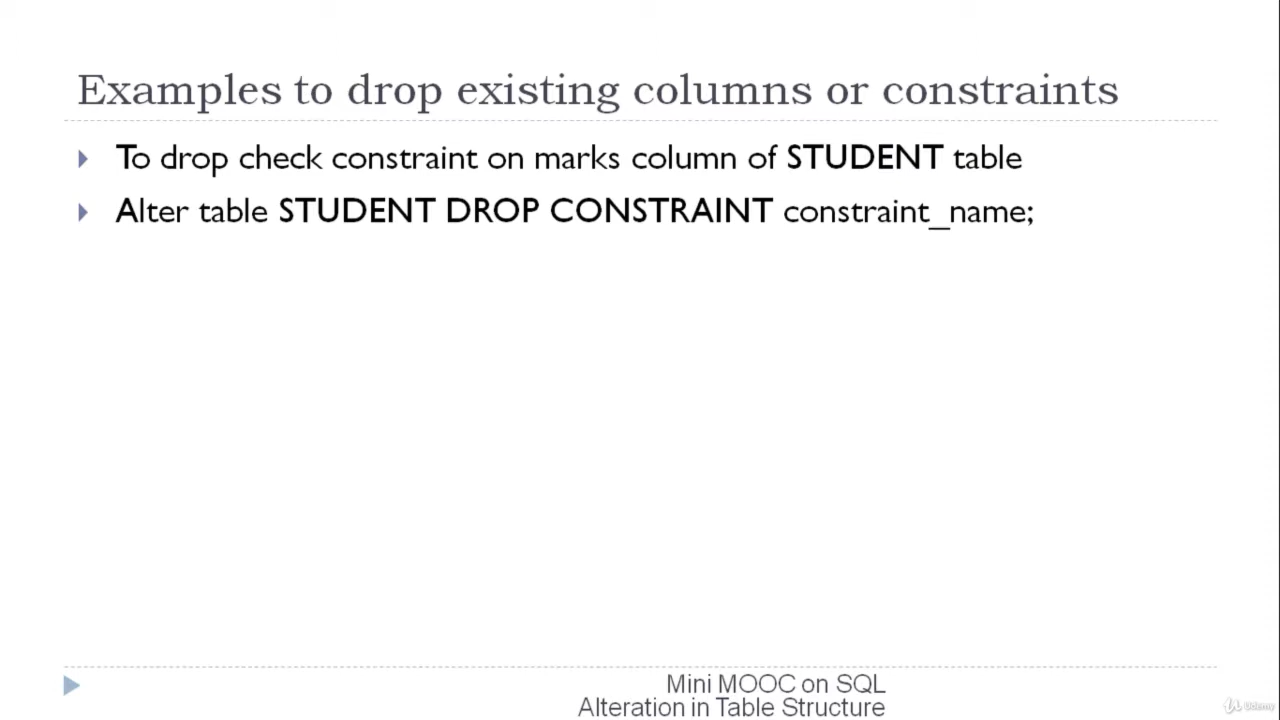 Examples to drop existing columns or constraints
To drop check constraint on marks column of STUDENT table
Alter table STUDENT DROP CONSTRAINT constraint_name;
Mini MOOC on SQL
Alteration in Table Structure
Udemy